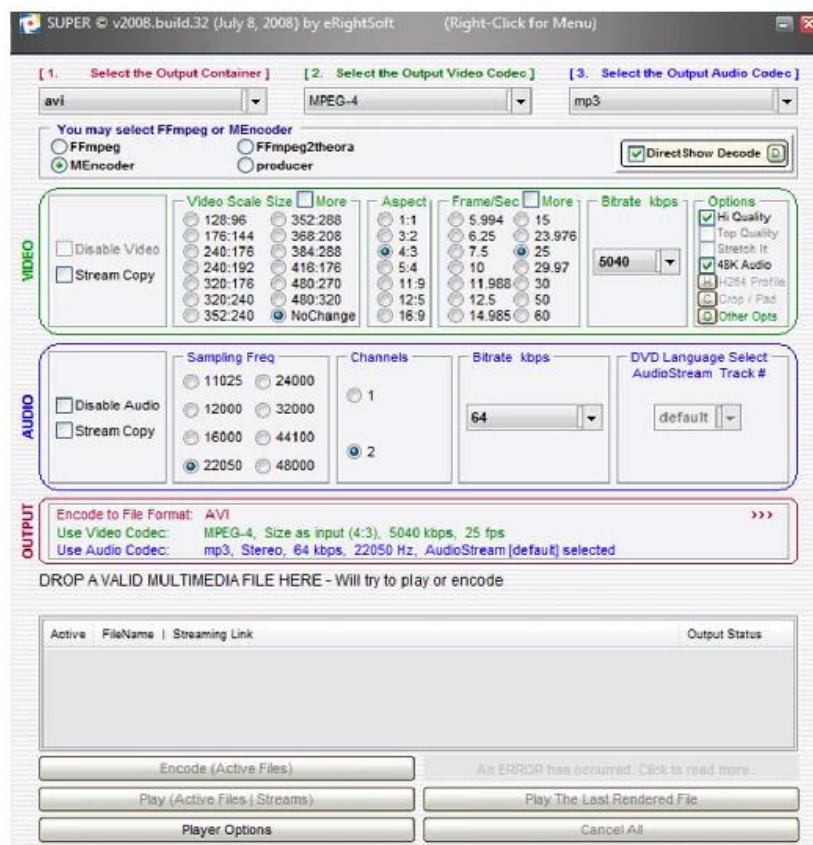 SUPER © v2008.build.32 (July 8, 2008) by eRightSoft (Right-Click for Menu)
[ 1. Select the Output Container ] [ 2. Select the Output Video Codec ] [ 3. Select the Output Audio Codec ]
avi MPEG-4 mp3
You may select FFmpeg or MEncoder
FFmpeg FFmpeg2theora
MEncoder producer
DirectShow Decode D
VIDEO
Disable Video
Stream Copy
Video Scale Size More
128:96 352:288
176:144 368:208
240:176 384:288
240:192 416:176
320:176 480:270
320:240 480:320
352:240 NoChange
Aspect
1:1
3:2
4:3
5:4
11:9
12:5
16:9
Frame/Sec More
5.994 15
6.25 23.976
7.5 25
10 29.97
11.988 30
12.5 50
14.985 60
Bitrate kbps
5040
Options
Hi Quality
Top Quality
Stretch It
48K Audio
H H264 Profile
C Crop / Pad
O Other Opts
AUDIO
Disable Audio
Stream Copy
Sampling Freq
11025 24000
12000 32000
16000 44100
22050 48000
Channels
1
2
Bitrate kbps
64
DVD Language Select
AudioStream Track #
default
OUTPUT
Encode to File Format: AVI >>>
Use Video Codec: MPEG-4, Size as input (4:3), 5040 kbps, 25 fps
Use Audio Codec: mp3, Stereo, 64 kbps, 22050 Hz, AudioStream [default] selected
DROP A VALID MULTIMEDIA FILE HERE - Will try to play or encode
Active FileName | Streaming Link Output Status
Encode (Active Files) An ERROR has occurred. Click to read more..
Play (Active Files | Streams) Play The Last Rendered File
Player Options Cancel All